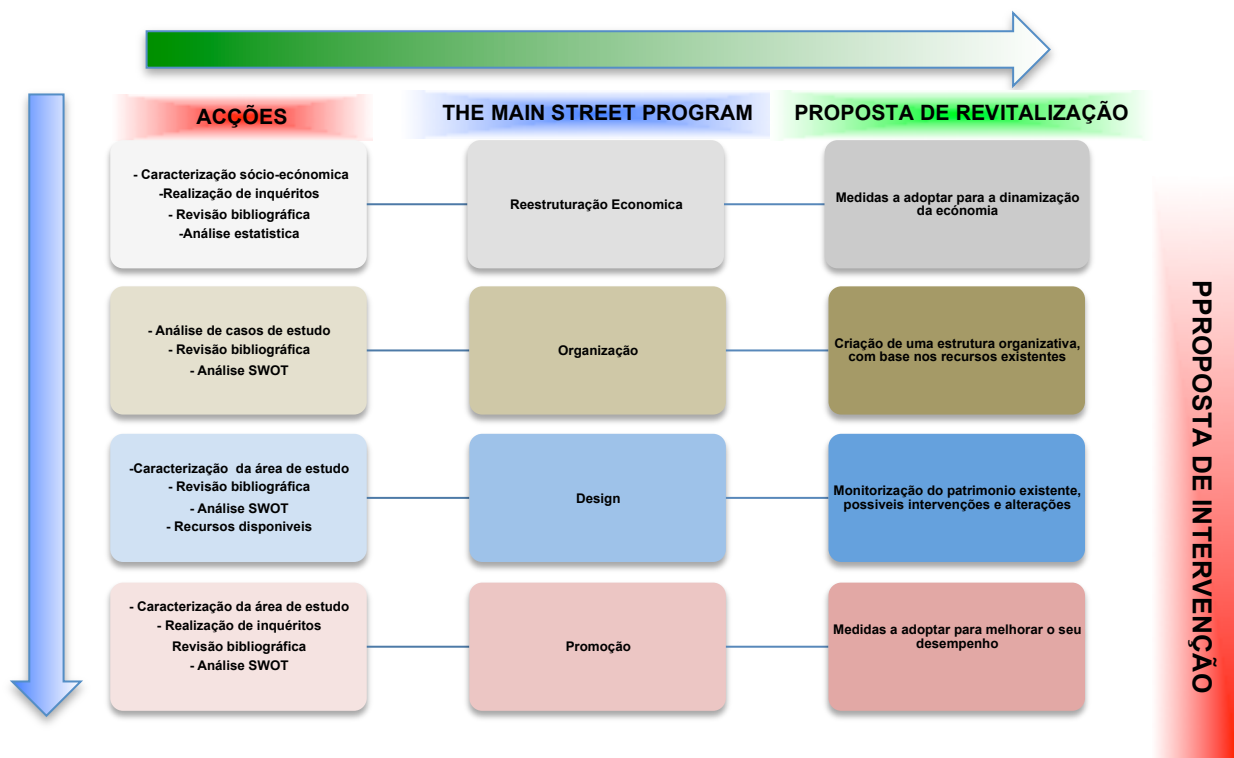 ACÇÕES
THE MAIN STREET PROGRAM
PROPOSTA DE REVITALIZAÇÃO
- Caracterização sócio-ecónomica
-Realização de inquéritos
- Revisão bibliográfica
-Análise estatistica
Reestruturação Economica
Medidas a adoptar para a dinamização
da ecónomia
- Análise de casos de estudo
- Revisão bibliográfica
- Análise SWOT
Organização
Criação de uma estrutura organizativa,
com base nos recursos existentes
-Caracterização da área de estudo
- Revisão bibliográfica
- Análise SWOT
- Recursos disponiveis
Design
Monitorização do patrimonio existente,
possiveis intervenções e alterações
- Caracterização da área de estudo
- Realização de inquéritos
Revisão bibliográfica
- Análise SWOT
Promoção
Medidas a adoptar para melhorar o seu
desempenho
PPROPOSTA DE INTERVENÇÃO